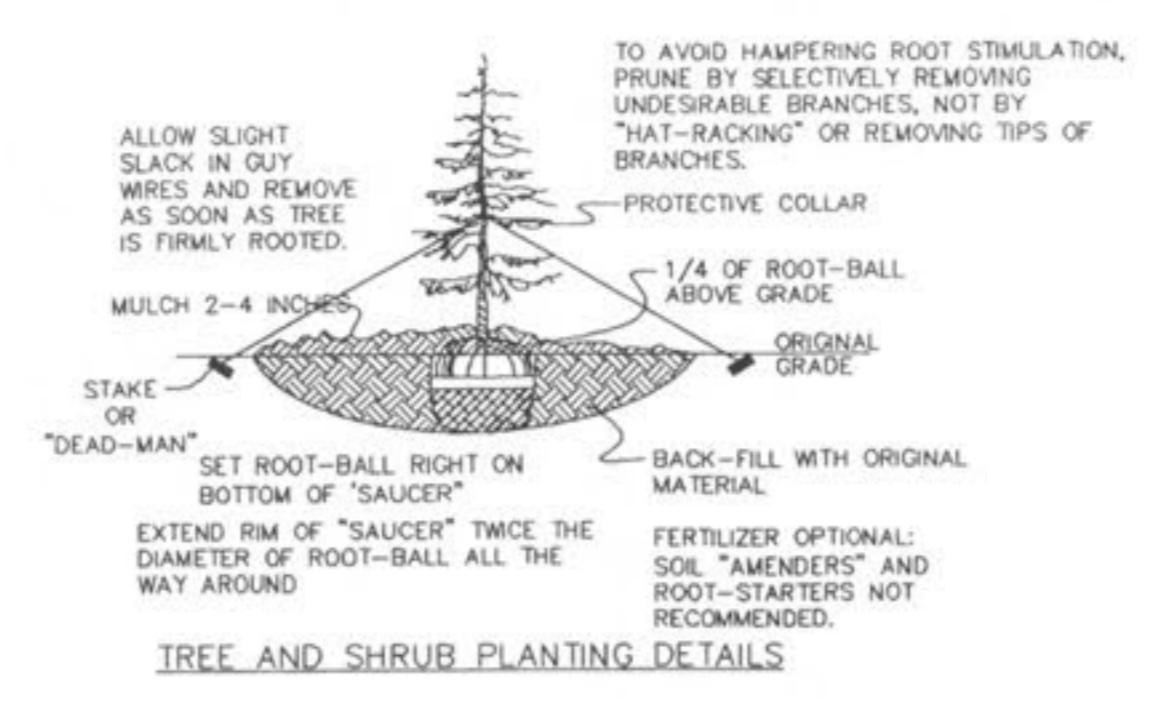 TO AVOID HAMPERING ROOT STIMULATION,
PRUNE BY SELECTIVELY REMOVING
UNDESIRABLE BRANCHES, NOT BY
"HAT-RACKING" OR REMOVING TIPS OF
BRANCHES.
ALLOW SLIGHT
SLACK IN GUY
WIRES AND REMOVE
AS SOON AS TREE
IS FIRMLY ROOTED.
PROTECTIVE COLLAR
1/4 OF ROOT-BALL
ABOVE GRADE
MULCH 2-4 INCHES
ORIGINAL
GRADE
STAKE
OR
"DEAD-MAN"
SET ROOT-BALL RIGHT ON
BOTTOM OF 'SAUCER"
BACK-FILL WITH ORIGINAL
MATERIAL
EXTEND RIM OF "SAUCER" TWICE THE
DIAMETER OF ROOT-BALL ALL THE
WAY AROUND
FERTILIZER OPTIONAL:
SOIL "AMENDERS" AND
ROOT-STARTERS NOT
RECOMMENDED.
TREE AND SHRUB PLANTING DETAILS